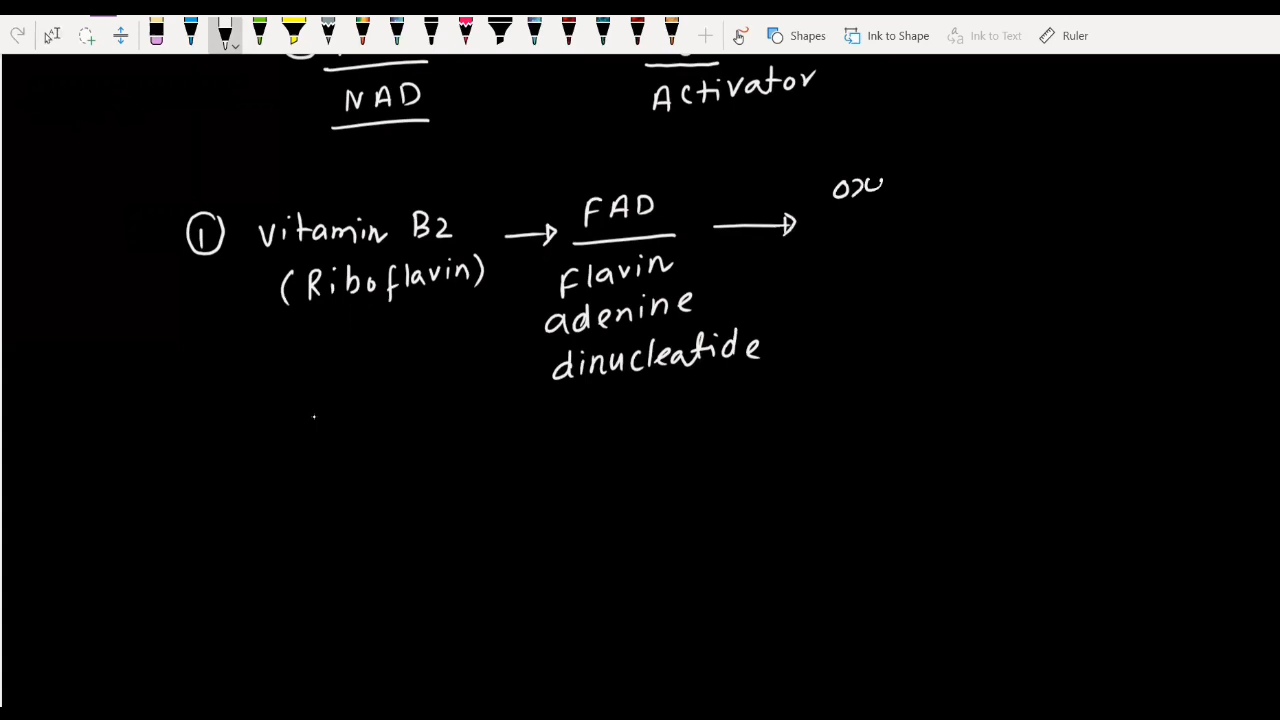 Shapes Ink to Shape Ink to Text Ruler
NAD
Activator
① vitamin B2 → FAD →
(Riboflavin)
Flavin
adenine
dinucleatide